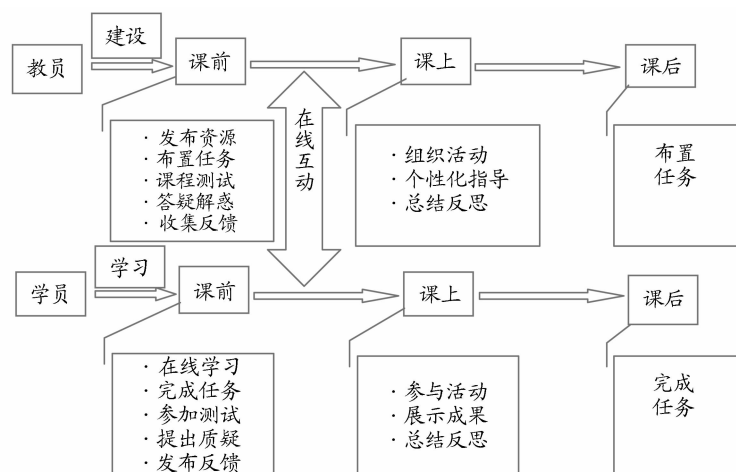 建设
教员
课前
课上
课后
· 发布资源
· 布置任务
· 课程测试
· 答疑解惑
· 收集反馈
在线互动
· 组织活动
· 个性化指导
· 总结反思
布置
任务
学习
学员
课前
课上
课后
· 在线学习
· 完成任务
· 参加测试
· 提出质疑
· 发布反馈
· 参与活动
· 展示成果
· 总结反思
完成
任务